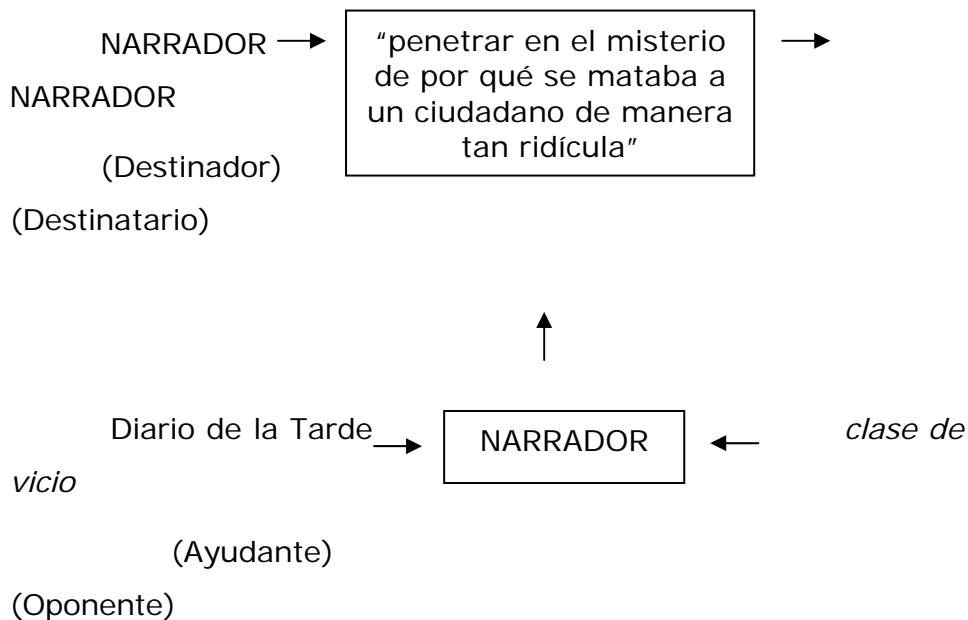 NARRADOR
"penetrar en el misterio
de por qué se mataba a
un ciudadano de manera
tan ridícula"
NARRADOR
(Destinador)
(Destinatario)
Diario de la Tarde
NARRADOR
clase de
vicio
(Ayudante)
(Oponente)